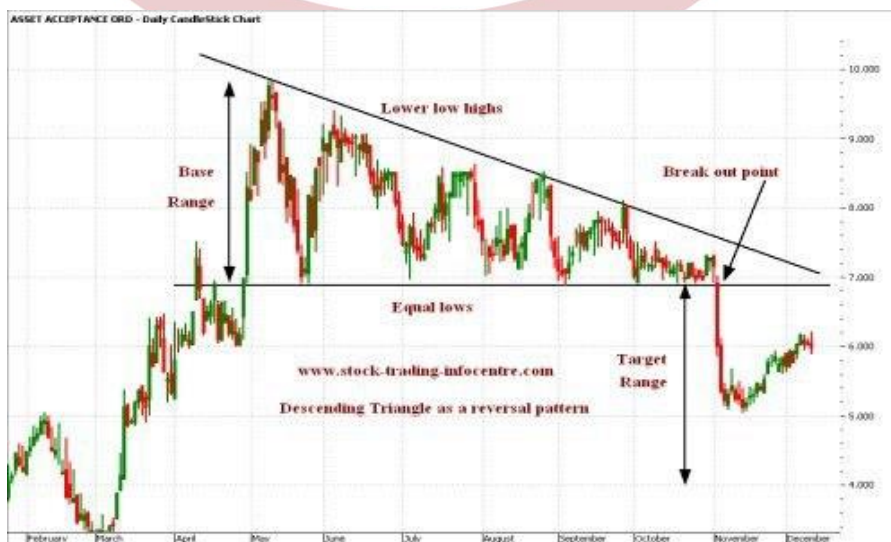 ASSET ACCEPTANCE ORD - Daily CandleStick Chart
10.000
Lower low highs
9.000
Base
Range
Break out point
8.000
7.000
Equal lows
6.000
www.stock-trading-infocentre.com
Target
Range
Descending Triangle as a reversal pattern
5.000
4.000
February March April May June July August September October November December